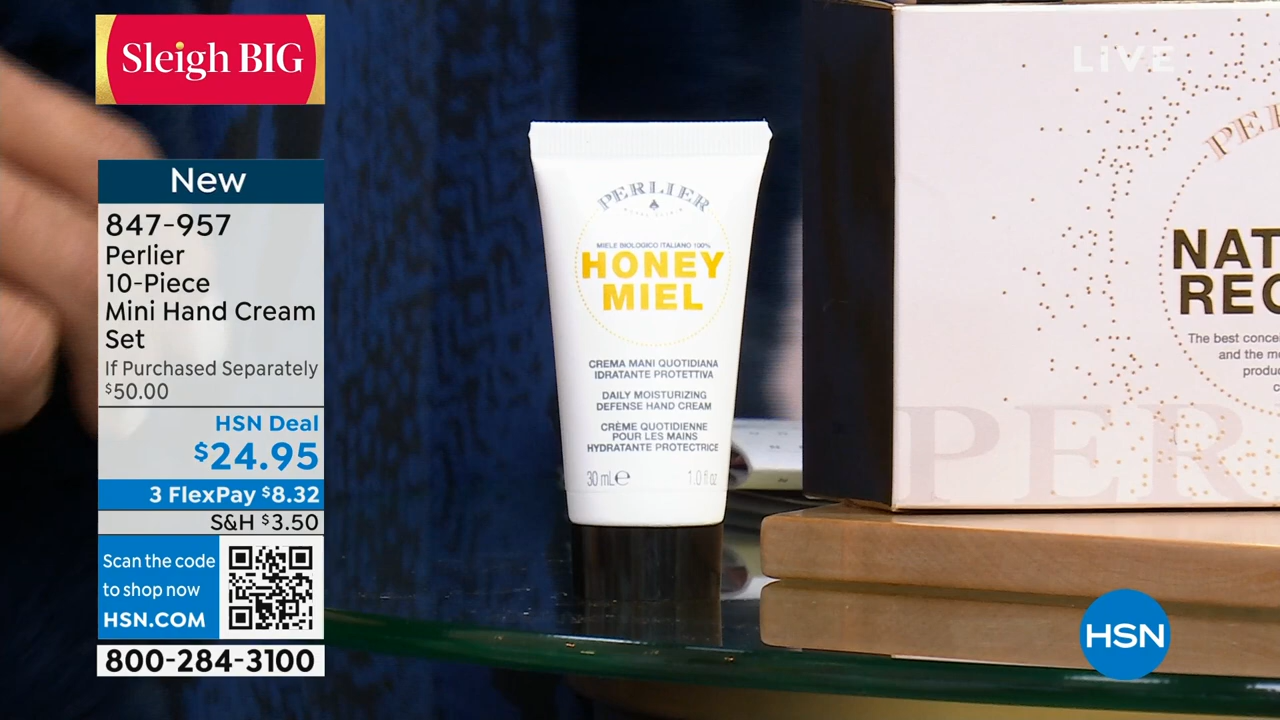 Sleigh BIG
New
847-957
Perlier
10-Piece
Mini Hand Cream
Set
If Purchased Separately
$50.00
HSN Deal
$24.95
3 FlexPay $8.32
S&H $3.50
Scan the code
to shop now
HSN.COM
800-284-3100
PERLIER
MIELE BIOLOGICO ITALIANO 100%
HONEY
MIEL
CREMA MANI QUOTIDIANA
IDRATANTE PROTETTIVA
DAILY MOISTURIZING
DEFENSE HAND CREAM
CRÈME QUOTIDIENNE
POUR LES MAINS
HYDRATANTE PROTECTRICE
30 mL℮ 1.0 fl oz
LIVE
PER
NAT
REC
The best conce
and the mo
produc
c
PER
HSN